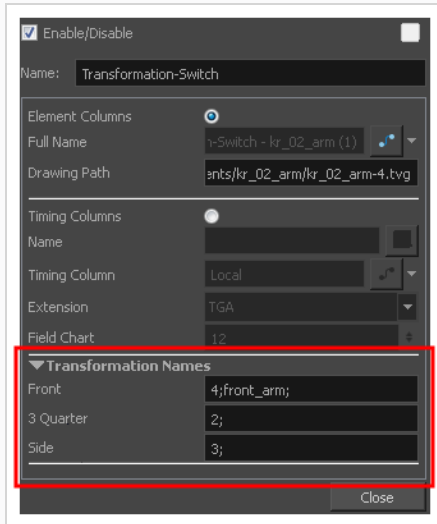 Enable/Disable
Name: Transformation-Switch
Element Columns
Full Name n-Switch - kr_02_arm (1)
Drawing Path ents/kr_02_arm/kr_02_arm-4.tvg
Timing Columns
Name
Timing Column Local
Extension TGA
Field Chart 12
Transformation Names
Front 4;front_arm;
3 Quarter 2;
Side 3;
Close